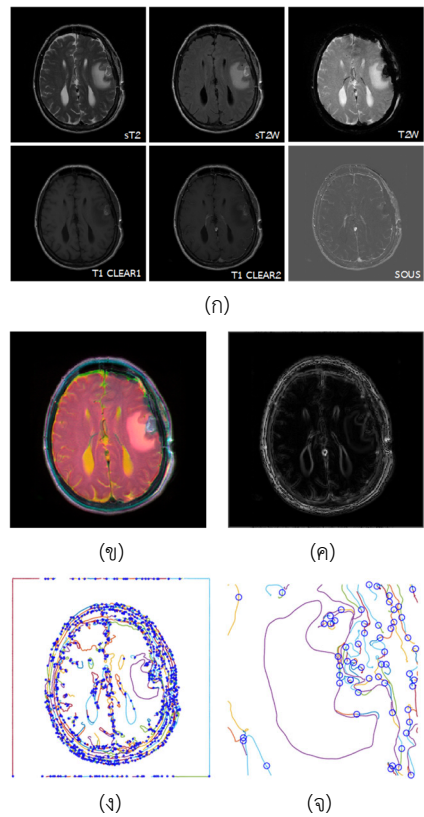 sT2
sT2W
T2W
T1 CLEAR1
T1 CLEAR2
SOUS
(ก)
(ข)
(ค)
(ง)
(จ)